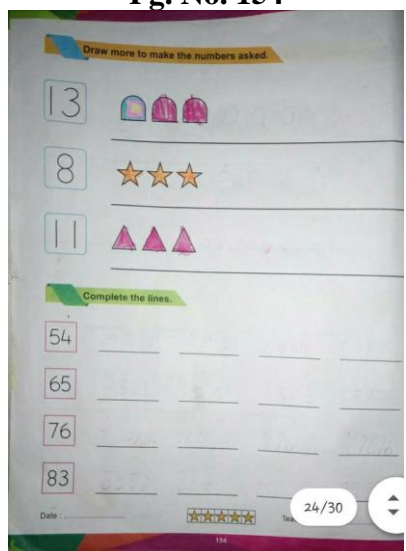 Pg. No. 154
Draw more to make the numbers asked.
13
8
11
Complete the lines.
54
65
76
83
Date :
24/30
Tea
154